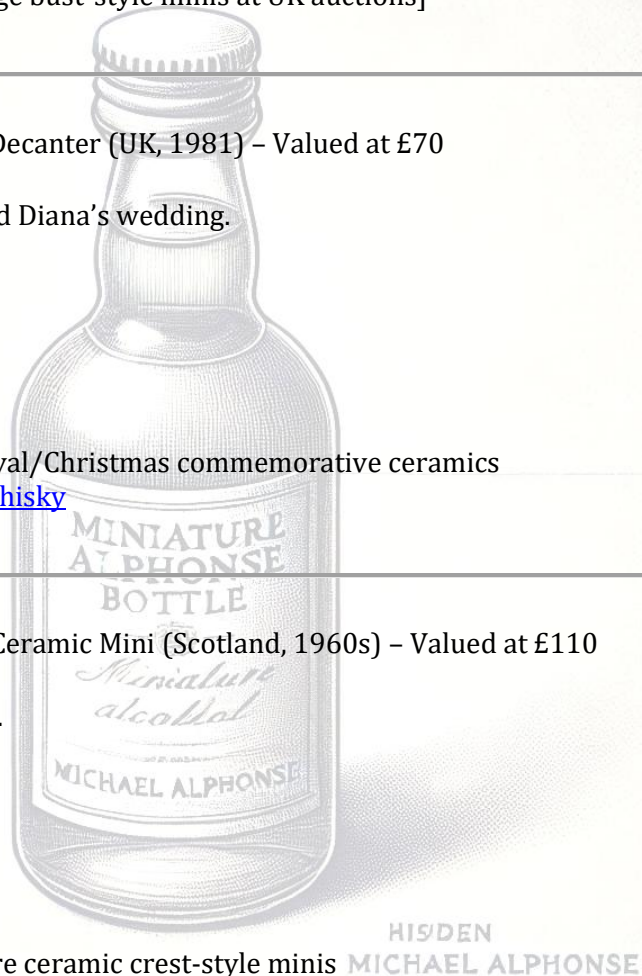 ge bust-style minis at UK auctions]
Decanter (UK, 1981) – Valued at £70
d Diana’s wedding.
val/Christmas commemorative ceramics
hisky
MINIATURE
ALPHONSE
BOTTLE
Ceramic Mini (Scotland, 1960s) – Valued at £110
Miniature
alcohlol
.
MICHAEL ALPHONSE
HISIDEN
re ceramic crest-style minis MICHAEL ALPHONSE